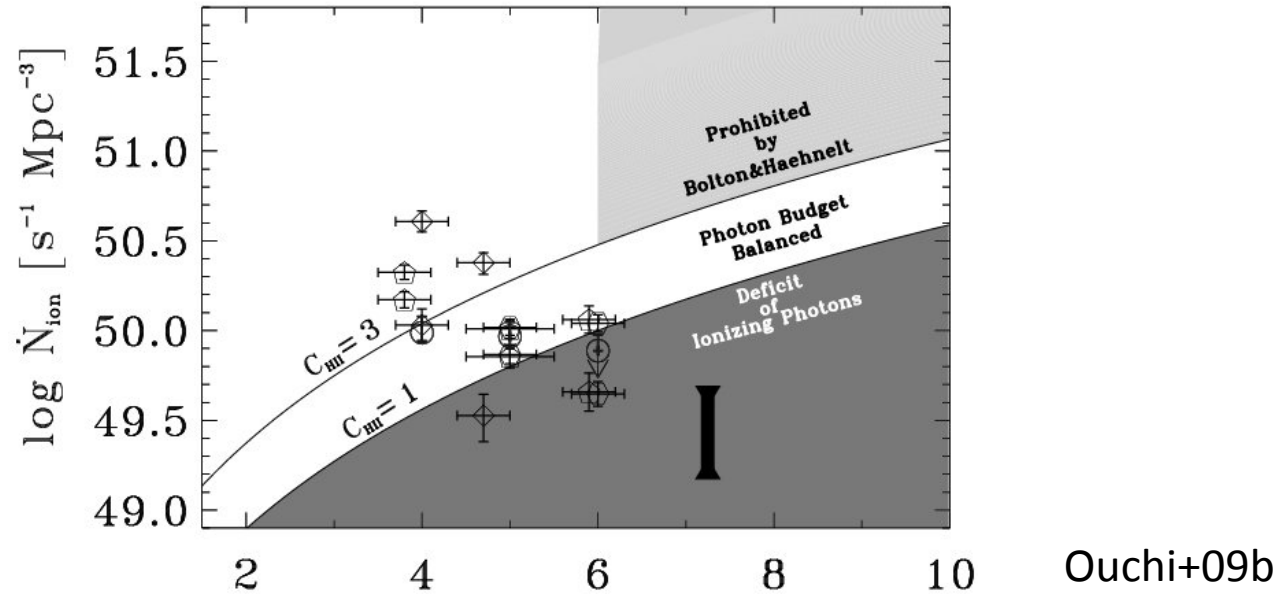 log Ṅion [s⁻¹ Mpc⁻³]
51.5
51.0
50.5
50.0
49.5
49.0
Prohibited
by
Bolton&Haehnelt
Photon Budget
Balanced
Deficit
of
Ionizing Photons
CHII= 3
CHII= 1
2 4 6 8 10
Ouchi+09b